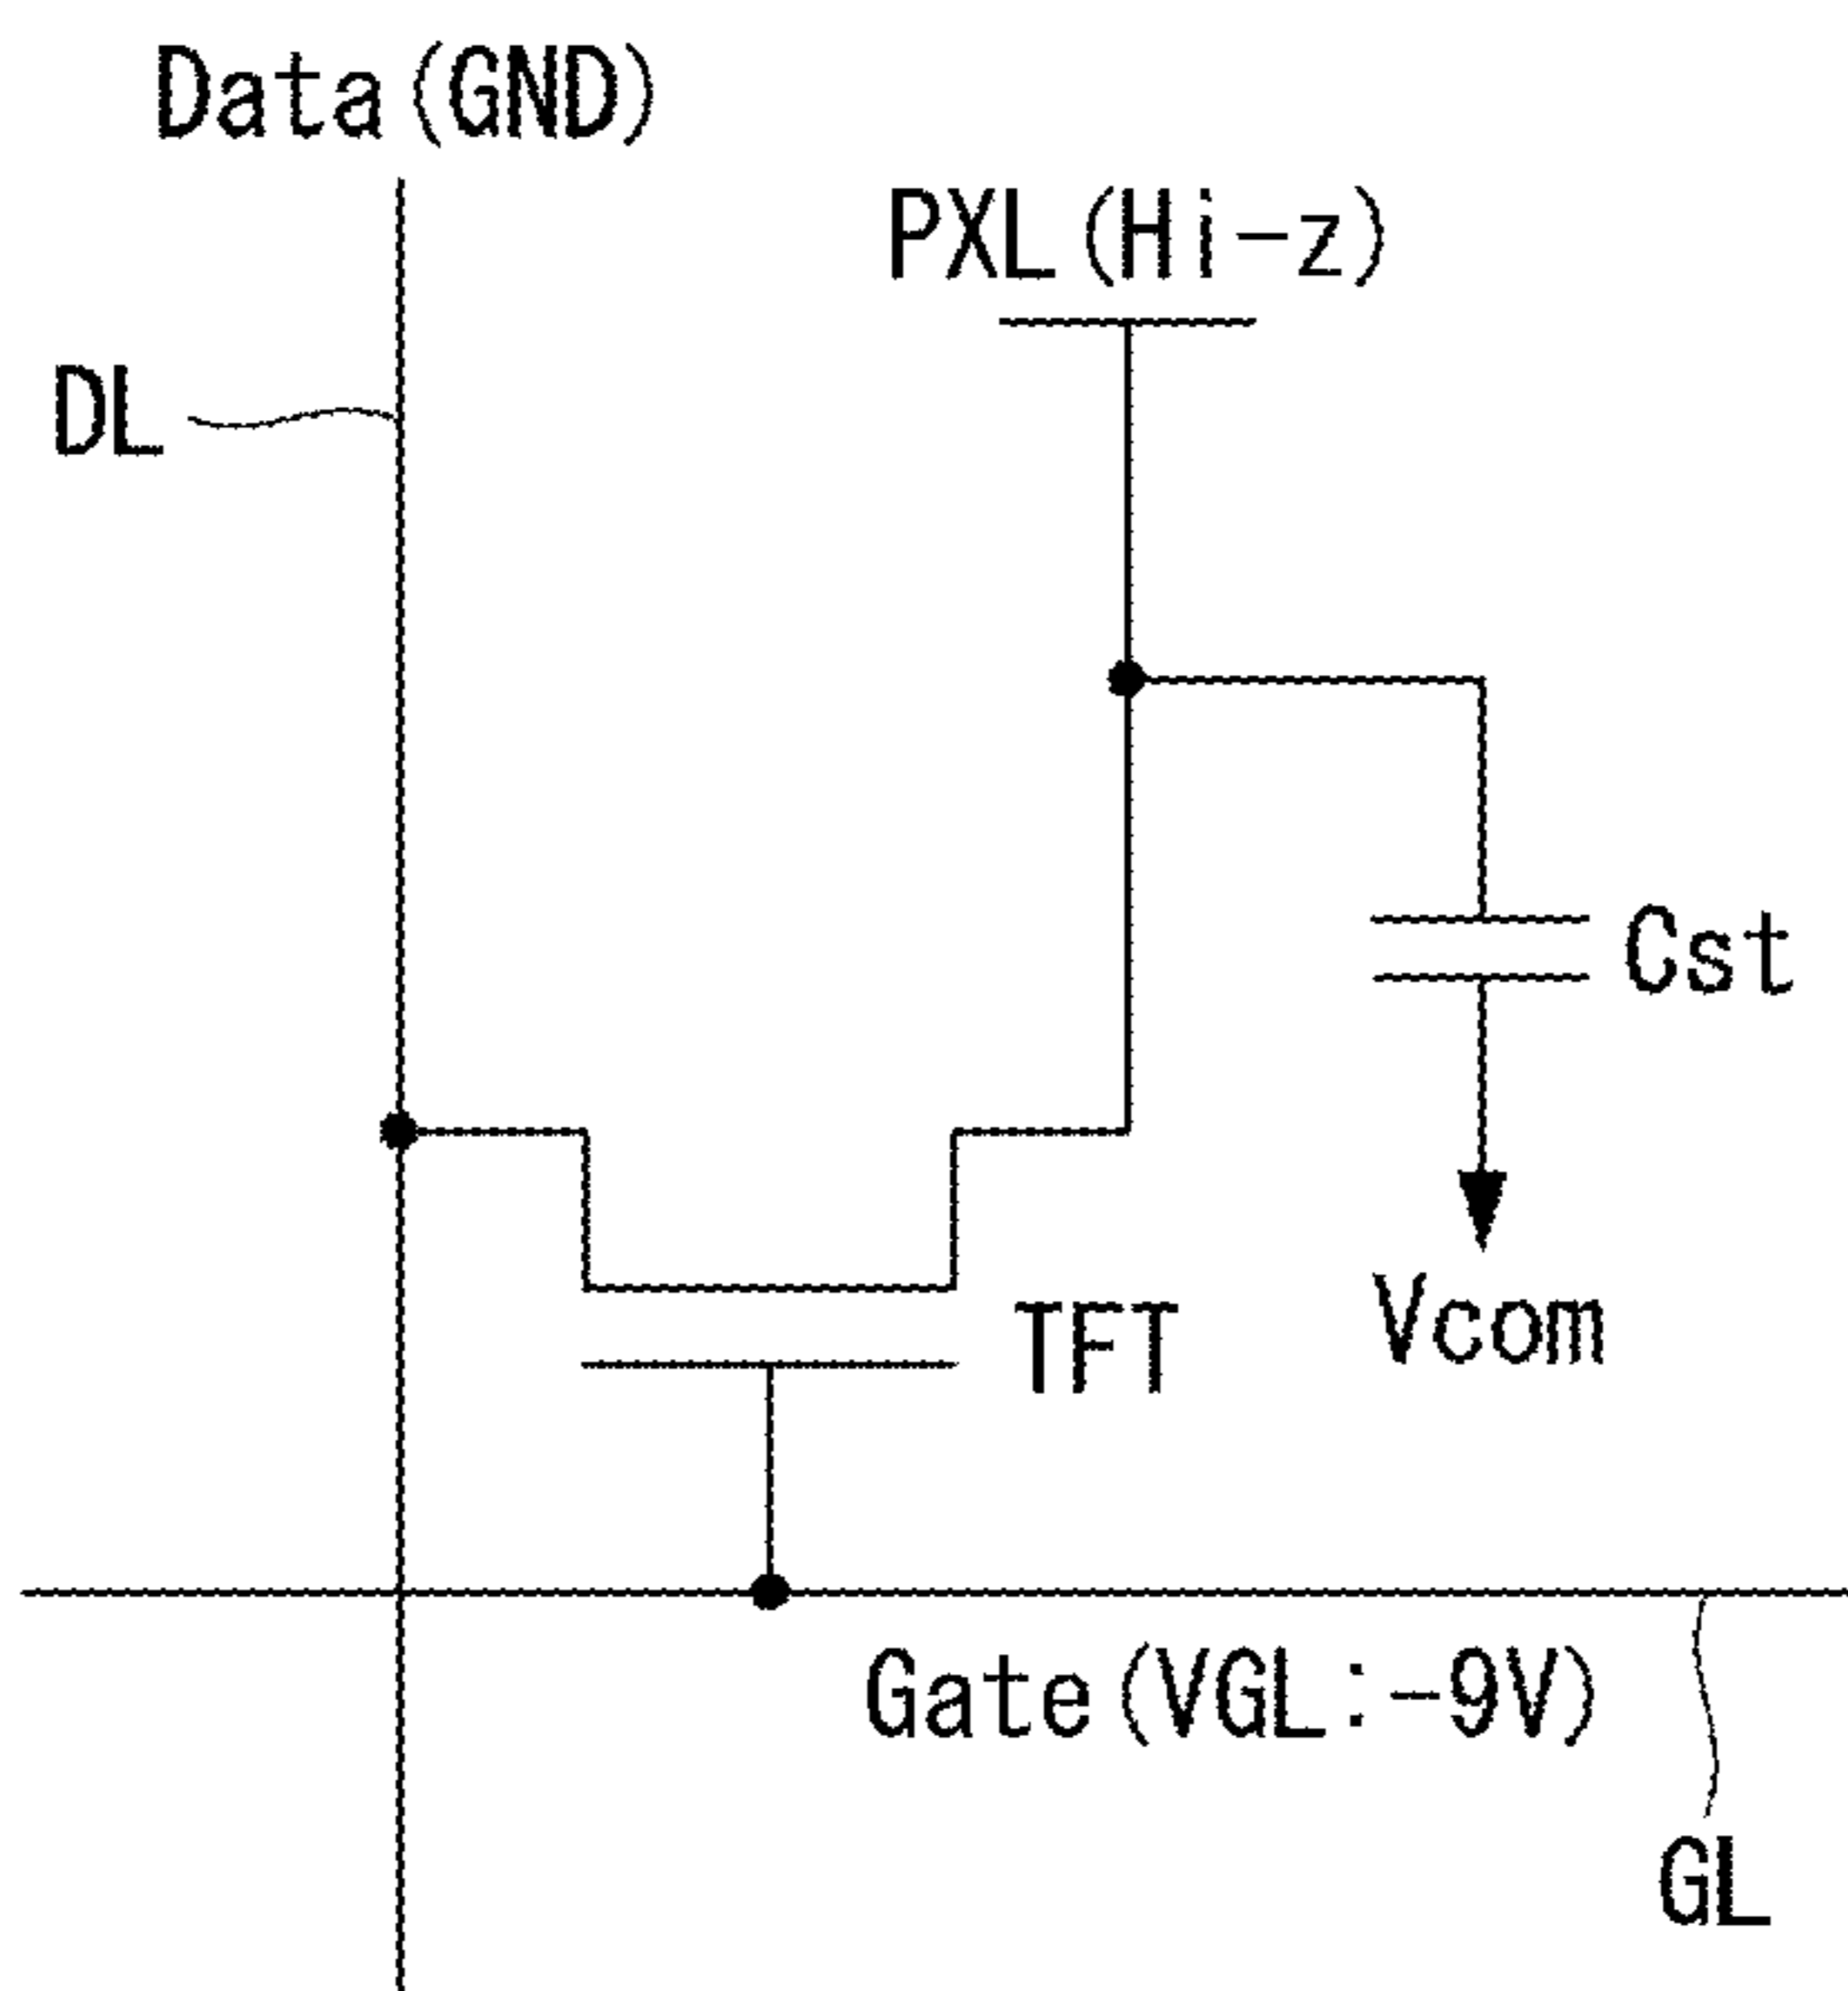 Data(GND)
PXL(Hi-z)
DL
Cst
Vcom
TFT
Gate(VGL:-9V)
GL